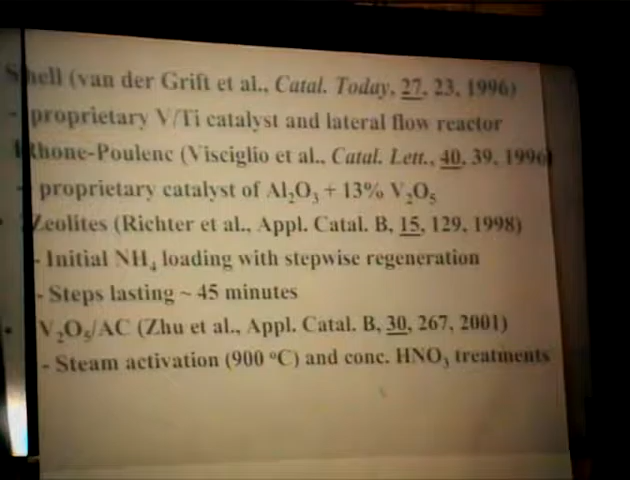 Shell (van der Grift et al., Catal. Today, 27, 23, 1996)
- proprietary V/Ti catalyst and lateral flow reactor
Rhone-Poulenc (Visciglio et al., Catal. Lett., 40, 39, 1996)
- proprietary catalyst of Al₂O₃ + 13% V₂O₅
• Zeolites (Richter et al., Appl. Catal. B, 15, 129, 1998)
- Initial NH₄ loading with stepwise regeneration
- Steps lasting ~ 45 minutes
• V₂O₅/AC (Zhu et al., Appl. Catal. B, 30, 267, 2001)
- Steam activation (900 °C) and conc. HNO₃ treatments